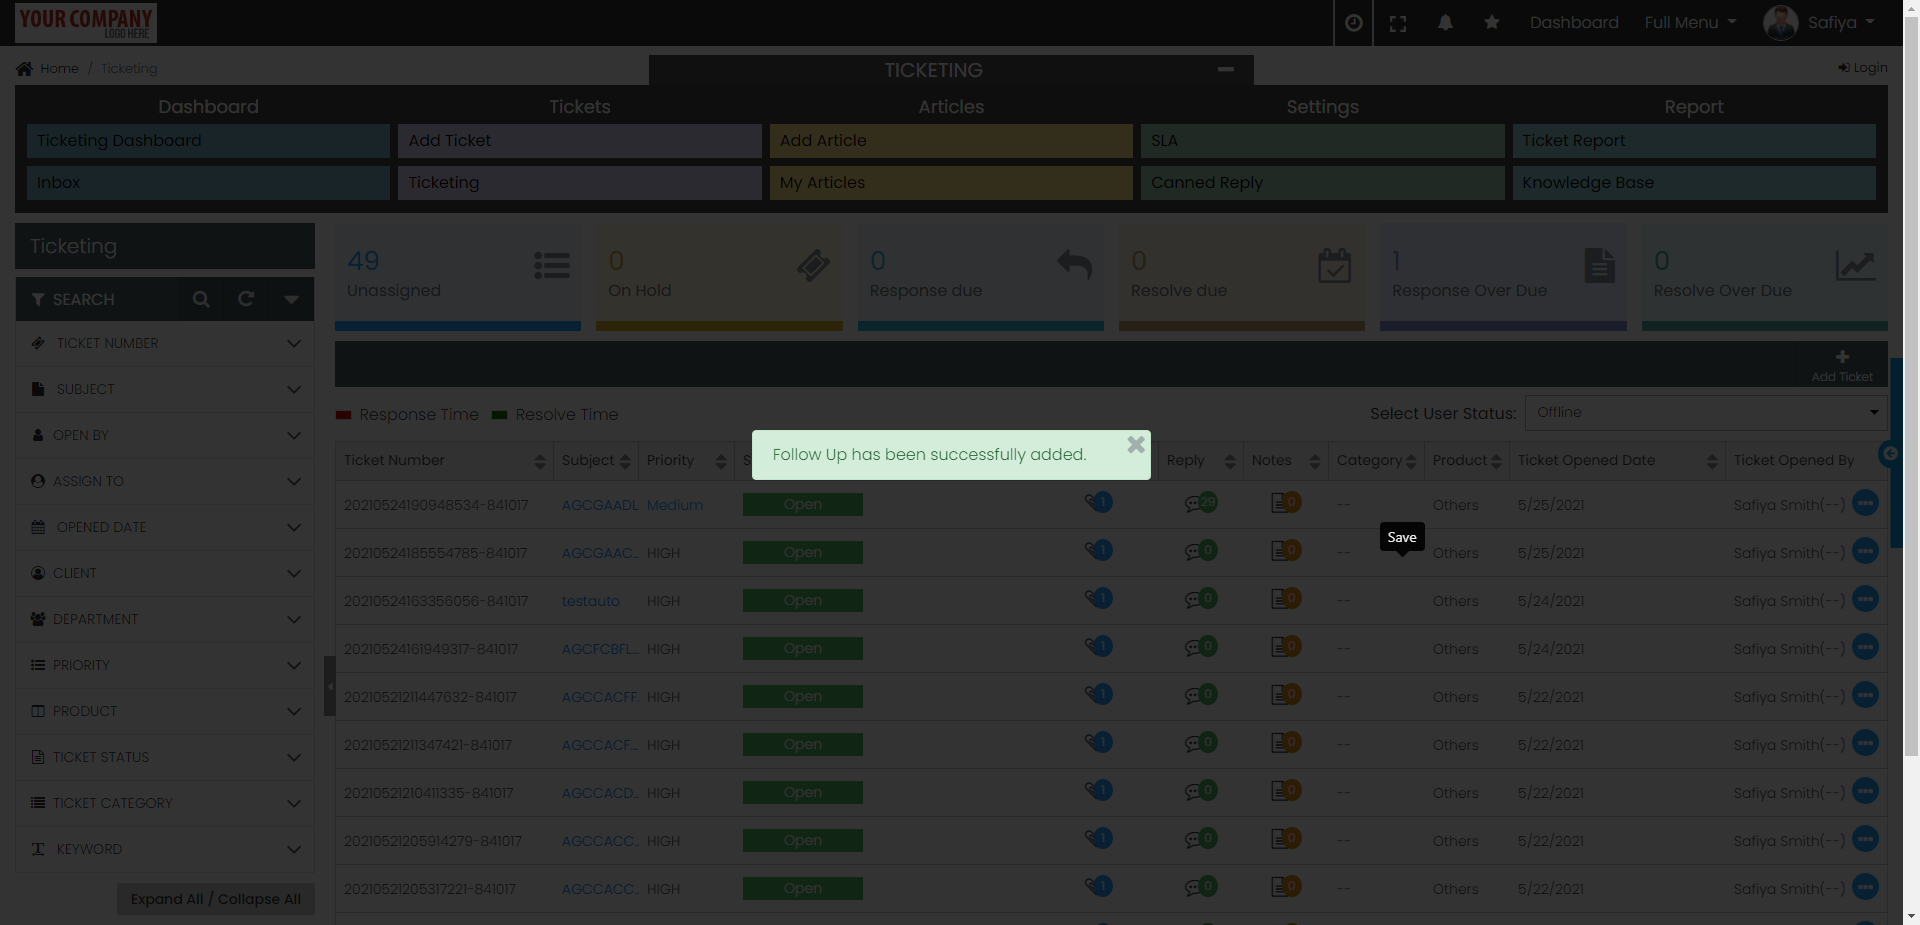 YOUR COMPANY
LOGO HERE
Dashboard
Full Menu
Safiya
Home / Ticketing
TICKETING
Login
Dashboard Tickets Articles Settings Report
Ticketing Dashboard Add Ticket Add Article SLA Ticket Report
Inbox Ticketing My Articles Canned Reply Knowledge Base
Ticketing
49 0 0 0 1 0
Unassigned On Hold Response due Resolve due Response Over Due Resolve Over Due
SEARCH
TICKET NUMBER
SUBJECT
OPEN BY
ASSIGN TO
OPENED DATE
CLIENT
DEPARTMENT
PRIORITY
PRODUCT
TICKET STATUS
TICKET CATEGORY
KEYWORD
Expand All / Collapse All
Add Ticket
Response Time Resolve Time Select User Status: Offline
Follow Up has been successfully added.
Ticket Number Subject Priority S Reply Notes Category Product Ticket Opened Date Ticket Opened By
20210524190948534-841017 AGCGAADL Medium Open 1 29 0 -- Others 5/25/2021 Safiya Smith(--)
Save
20210524185554785-841017 AGCGAAC... HIGH Open 1 0 0 -- Others 5/25/2021 Safiya Smith(--)
20210524163356056-841017 testauto HIGH Open 1 0 0 -- Others 5/24/2021 Safiya Smith(--)
2021052416194931​7-841017 AGCFCBFL... HIGH Open 1 0 0 -- Others 5/24/2021 Safiya Smith(--)
20210521211447632-841017 AGCCACFF. HIGH Open 1 0 0 -- Others 5/22/2021 Safiya Smith(--)
20210521211347421-841017 AGCCACF... HIGH Open 1 0 0 -- Others 5/22/2021 Safiya Smith(--)
20210521210411335-841017 AGCCACD... HIGH Open 1 0 0 -- Others 5/22/2021 Safiya Smith(--)
20210521205914279-841017 AGCCACC.. HIGH Open 1 0 0 -- Others 5/22/2021 Safiya Smith(--)
20210521205317221-841017 AGCCACC.. HIGH Open 1 0 0 -- Others 5/22/2021 Safiya Smith(--)